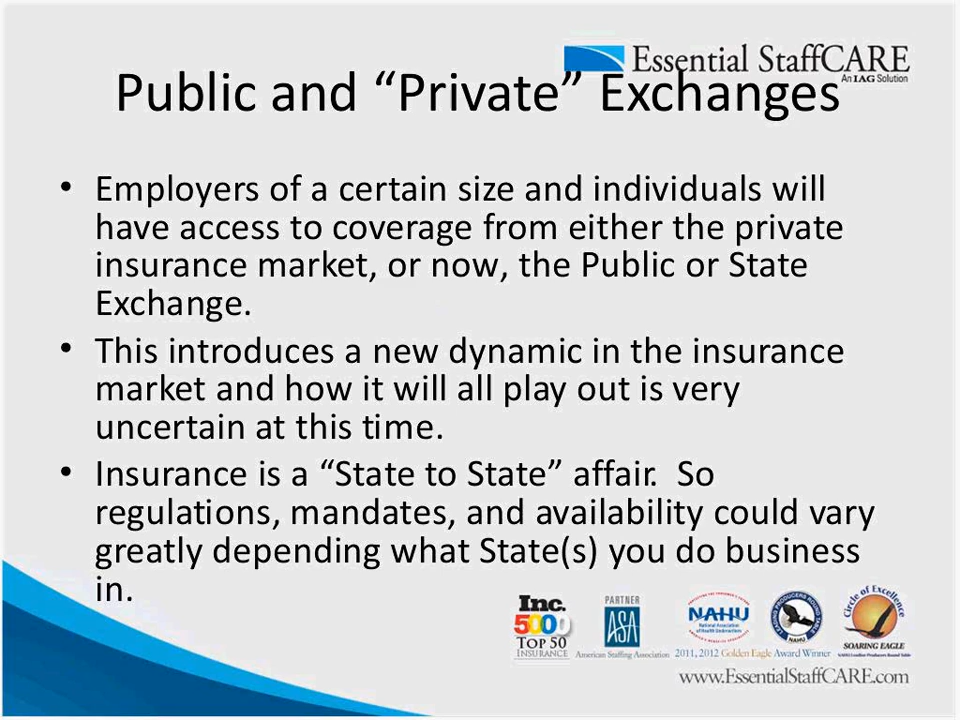 Essential StaffCARE
An IAG Solution
Public and “Private” Exchanges
• Employers of a certain size and individuals will
have access to coverage from either the private
insurance market, or now, the Public or State
Exchange.
• This introduces a new dynamic in the insurance
market and how it will all play out is very
uncertain at this time.
• Insurance is a “State to State” affair.  So
regulations, mandates, and availability could vary
greatly depending what State(s) you do business
in.
Inc.
5000
TOP 50
INSURANCE
PARTNER
ASA
American Staffing Association
NAHU
National Association
of Health Underwriters
LEADING PRODUCERS ROUND TABLE
2011, 2012 Golden Eagle Award Winner
Circle of Excellence
SOARING EAGLE
www.EssentialStaffCARE.com